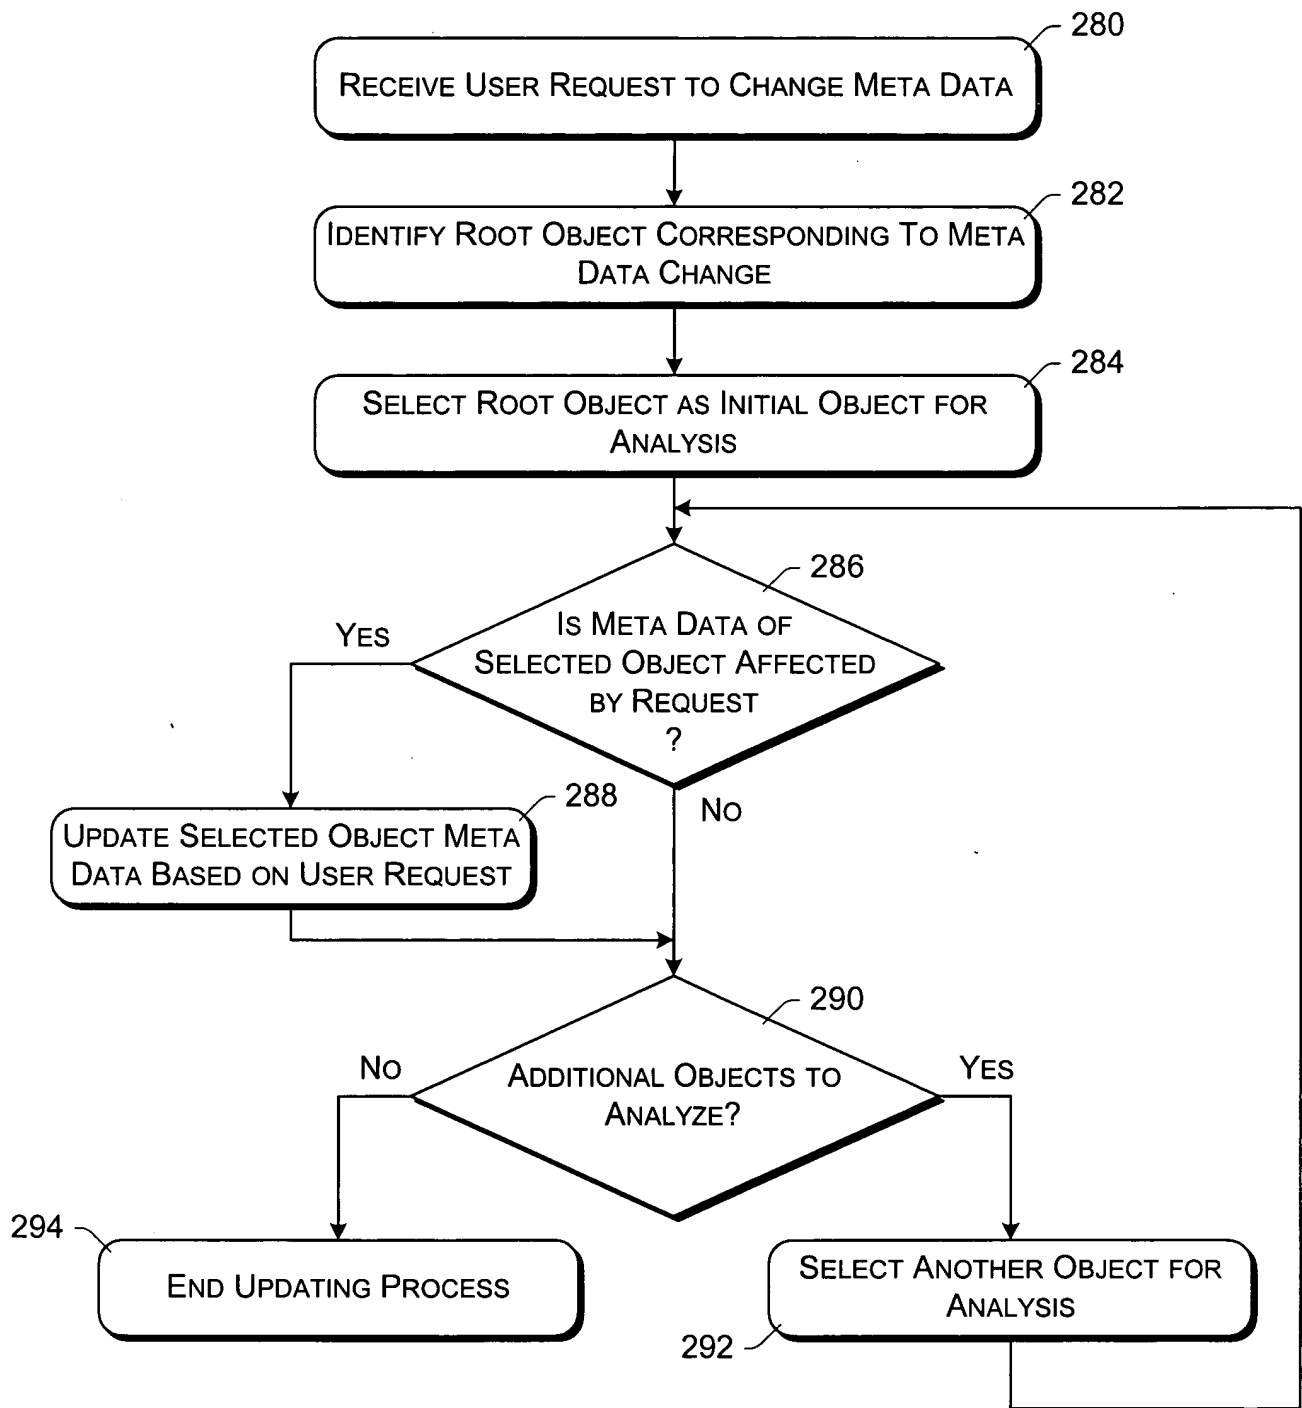 280
RECEIVE USER REQUEST TO CHANGE META DATA
282
IDENTIFY ROOT OBJECT CORRESPONDING TO META
DATA CHANGE
284
SELECT ROOT OBJECT AS INITIAL OBJECT FOR
ANALYSIS
286
YES
IS META DATA OF
SELECTED OBJECT AFFECTED
BY REQUEST
?
288
NO
UPDATE SELECTED OBJECT META
DATA BASED ON USER REQUEST
290
NO
YES
ADDITIONAL OBJECTS TO
ANALYZE?
294
END UPDATING PROCESS
SELECT ANOTHER OBJECT FOR
ANALYSIS
292